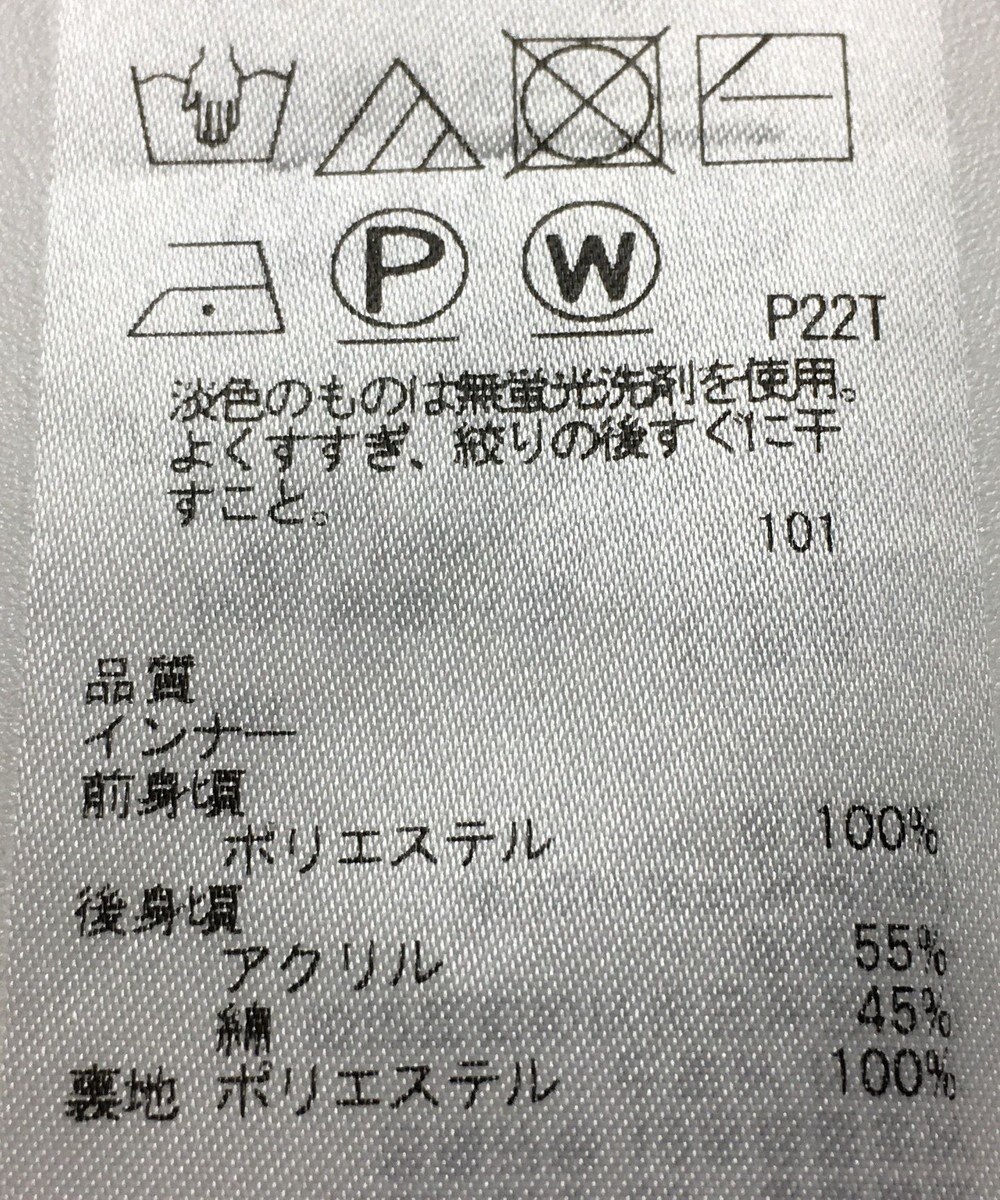 P
W
P22T
淡色のものは無蛍光洗剤を使用。
よくすすぎ、絞りの後すぐに干
すこと。
101
品質
インナー
前身頃
ポリエステル 100%
後身頃
アクリル 55%
綿 45%
裏地 ポリエステル 100%